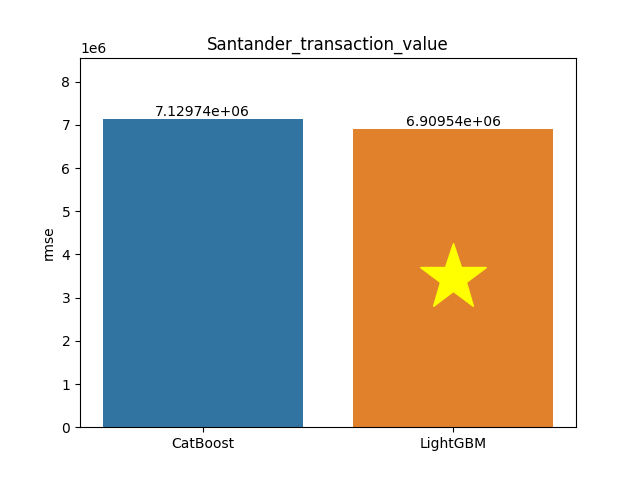 Santander_transaction_value
1e6
8
7
6
5
4
3
2
1
0
rmse
7.12974e+06
6.90954e+06
CatBoost
LightGBM